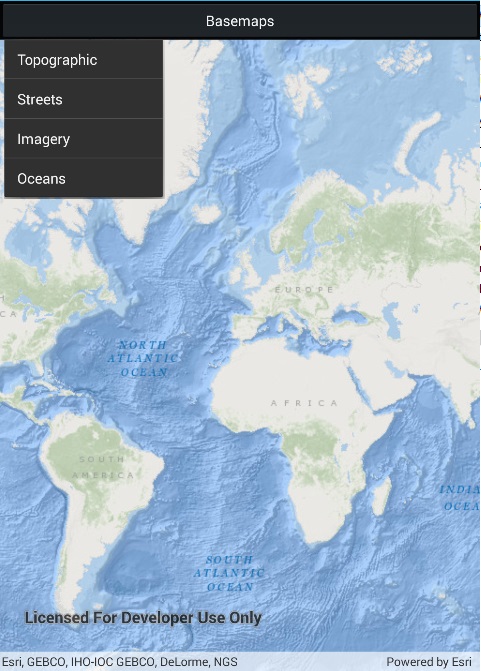 Basemaps
Topographic
Streets
Imagery
Oceans
EUROPE
NORTH
ATLANTIC
OCEAN
AFRICA
SOUTH
AMERICA
INDIA
OCEA
SOUTH
ATLANTIC
OCEAN
Licensed For Developer Use Only
Esri, GEBCO, IHO-IOC GEBCO, DeLorme, NGS
Powered by Esri